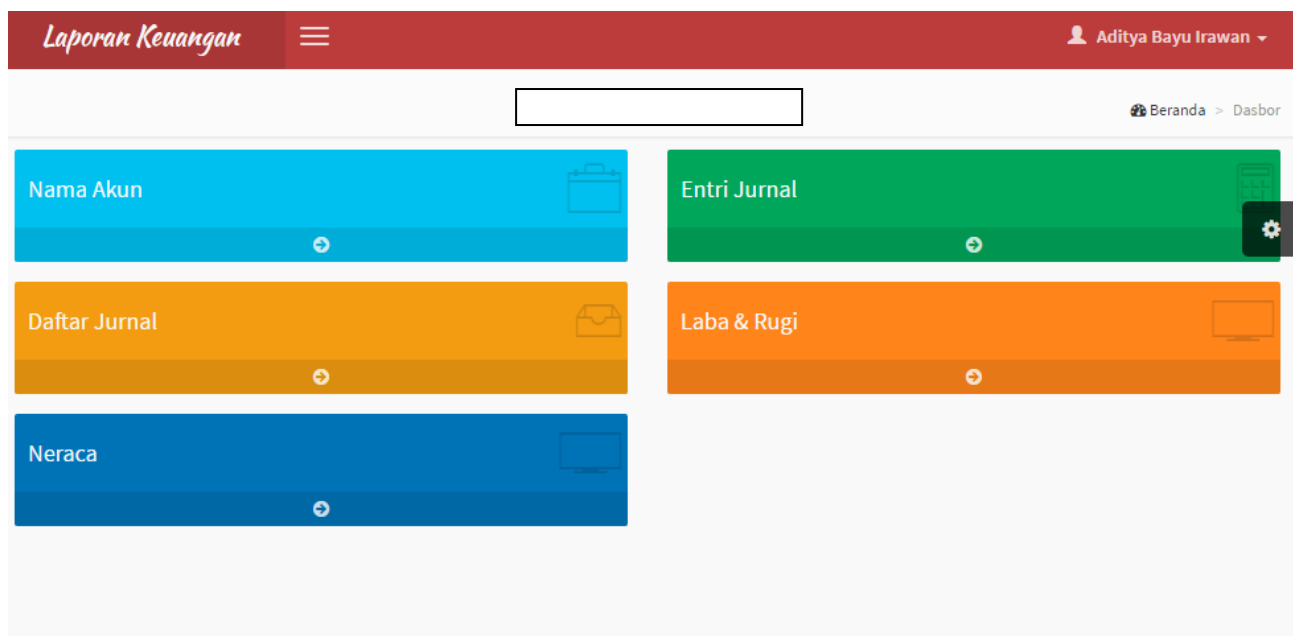 Laporan Keuangan
Aditya Bayu Irawan
Beranda > Dasbor
Nama Akun
Entri Jurnal
Daftar Jurnal
Laba & Rugi
Neraca